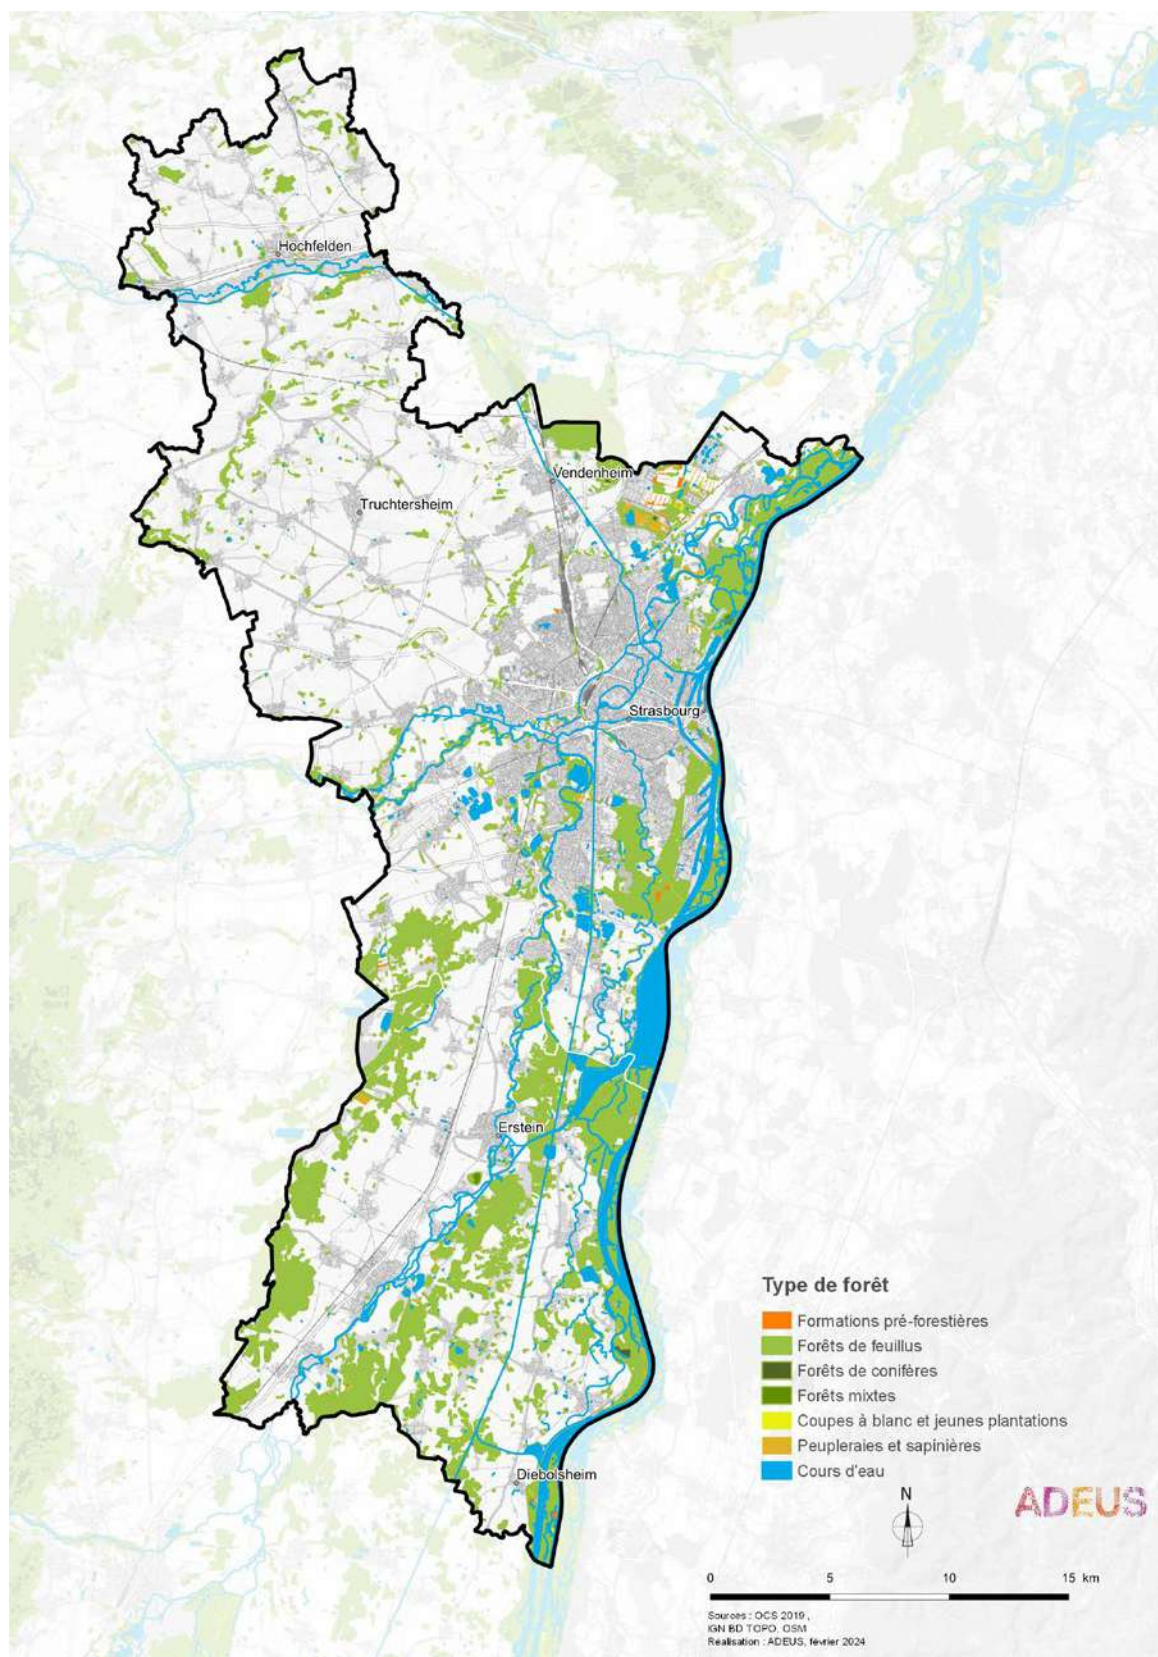 Hochfelden
Vendenheim
Truchtersheim
Strasbourg
Erstein
Diebolsheim
Type de forêt
Formations pré-forestières
Forêts de feuillus
Forêts de conifères
Forêts mixtes
Coupes à blanc et jeunes plantations
Peupleraies et sapinières
Cours d'eau
N
ADEUS
0 5 10 15 km
Sources : OCS 2019 ,
IGN BD TOPO, OSM
Réalisation : ADEUS, février 2024